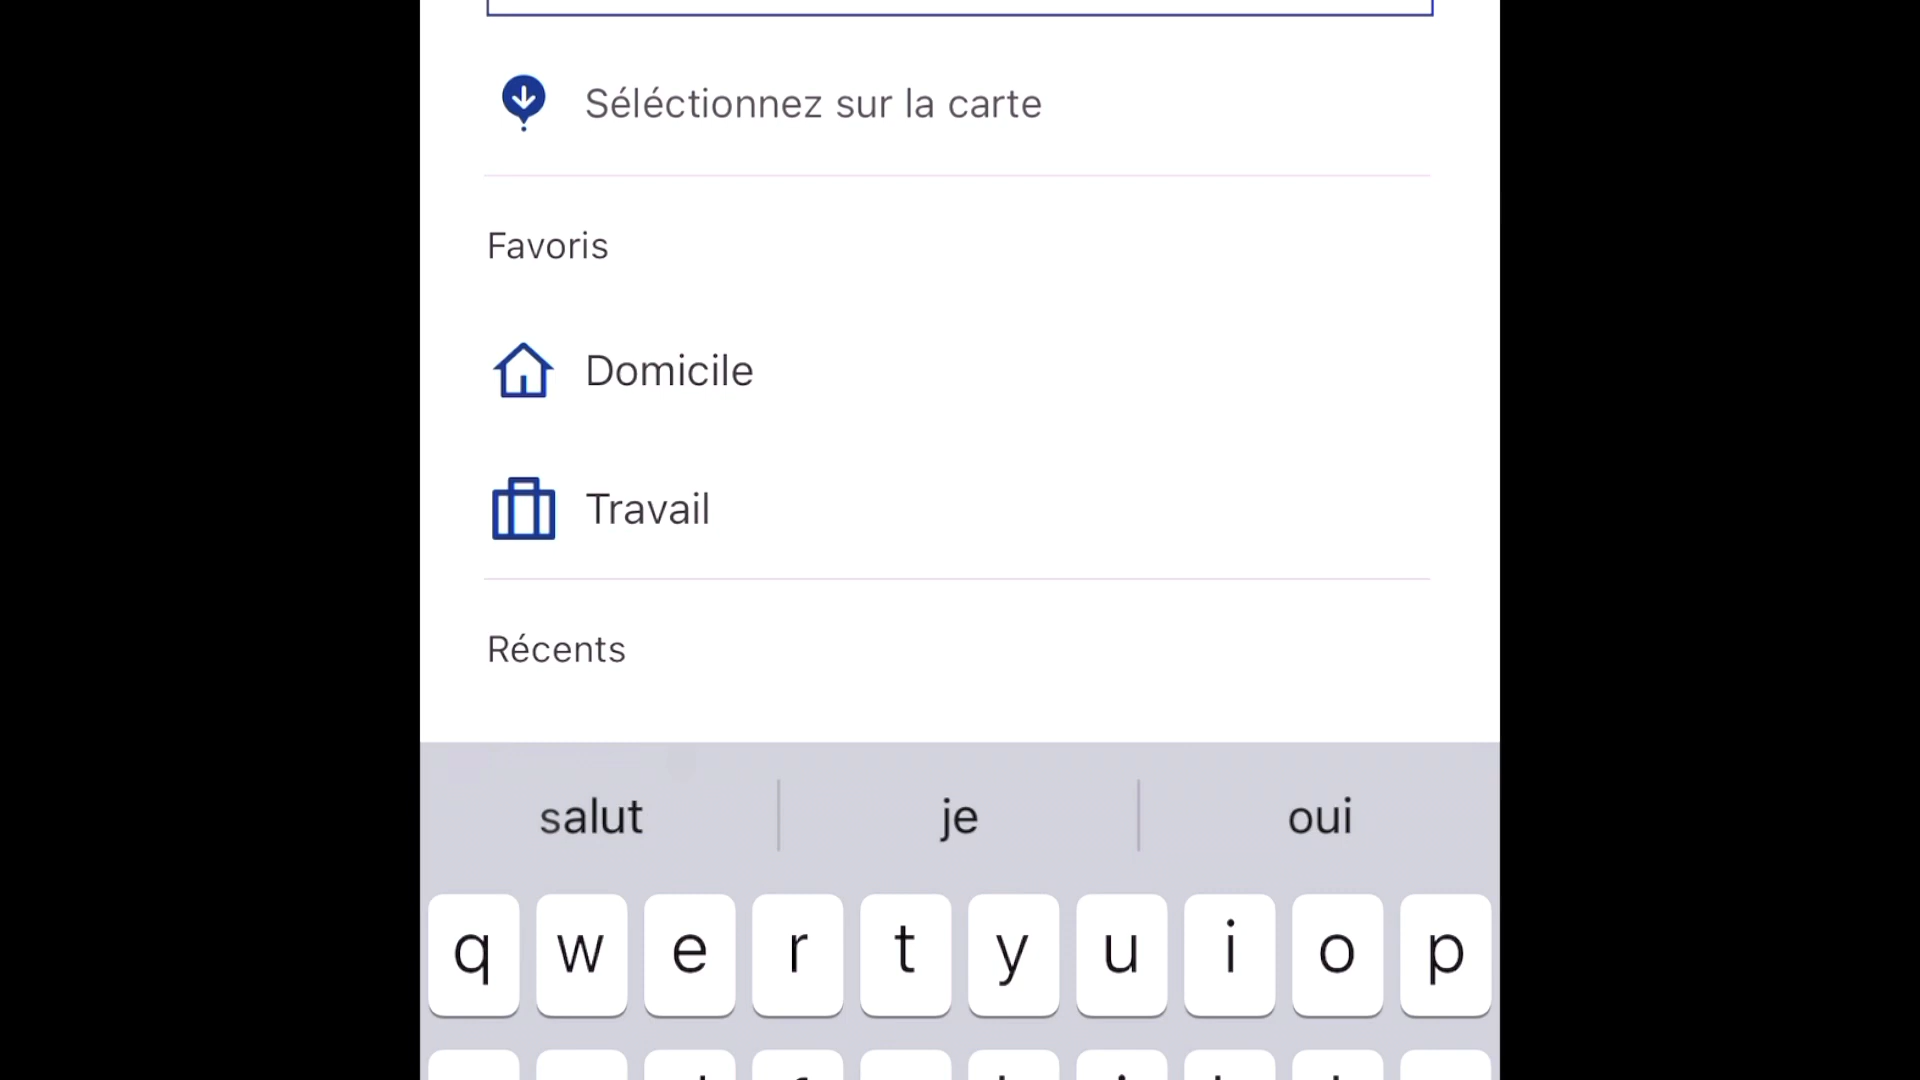 Séléctionnez sur la carte
Favoris
Domicile
Travail
Récents
salut je oui
q w e r t y u i o p